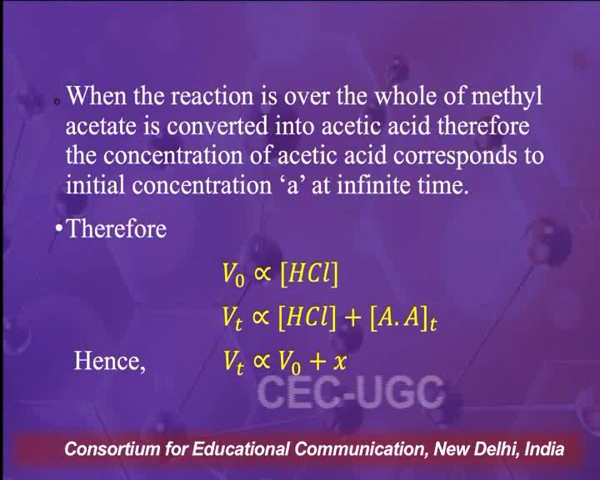 When the reaction is over the whole of methyl
acetate is converted into acetic acid therefore
the concentration of acetic acid corresponds to
initial concentration ‘a’ at infinite time.
•Therefore
V₀ ∝ [HCl]
Vₜ ∝ [HCl] + [A.A]ₜ
Hence, Vₜ ∝ V₀ + x
CEC-UGC
Consortium for Educational Communication, New Delhi, India